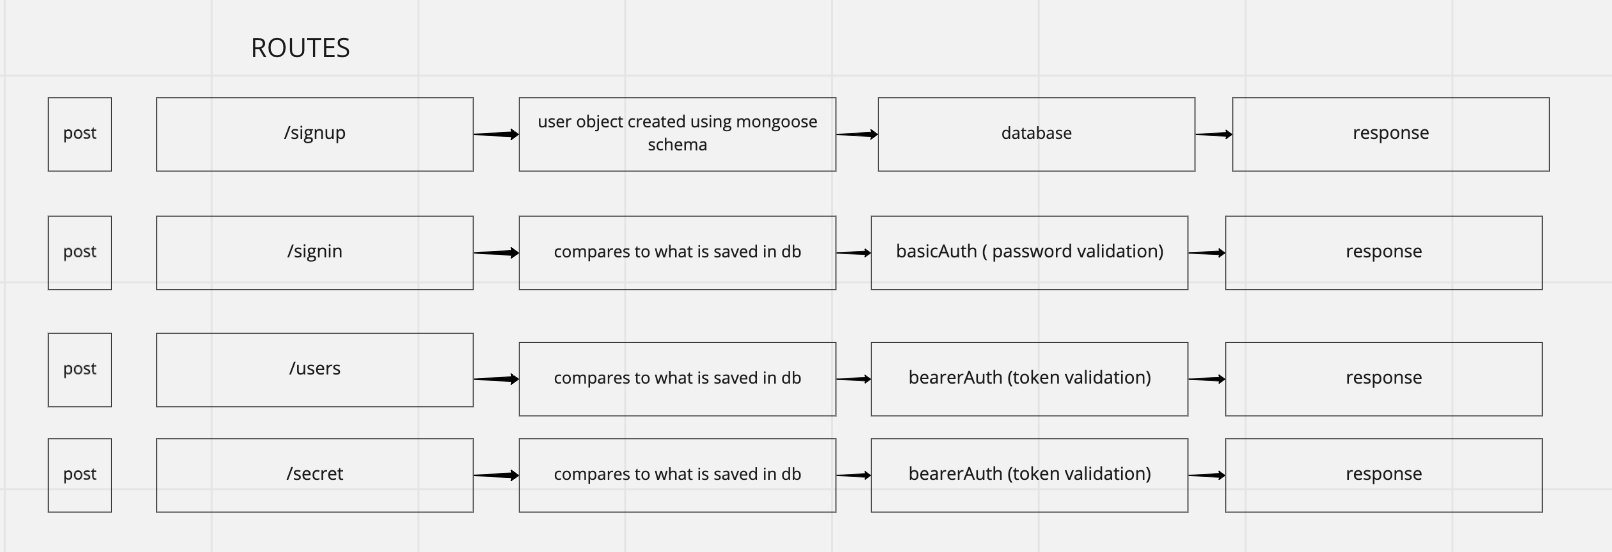 ROUTES
post
/signup
user object created using mongoose
schema
database
response
post
/signin
compares to what is saved in db
basicAuth ( password validation)
response
post
/users
compares to what is saved in db
bearerAuth (token validation)
response
post
/secret
compares to what is saved in db
bearerAuth (token validation)
response